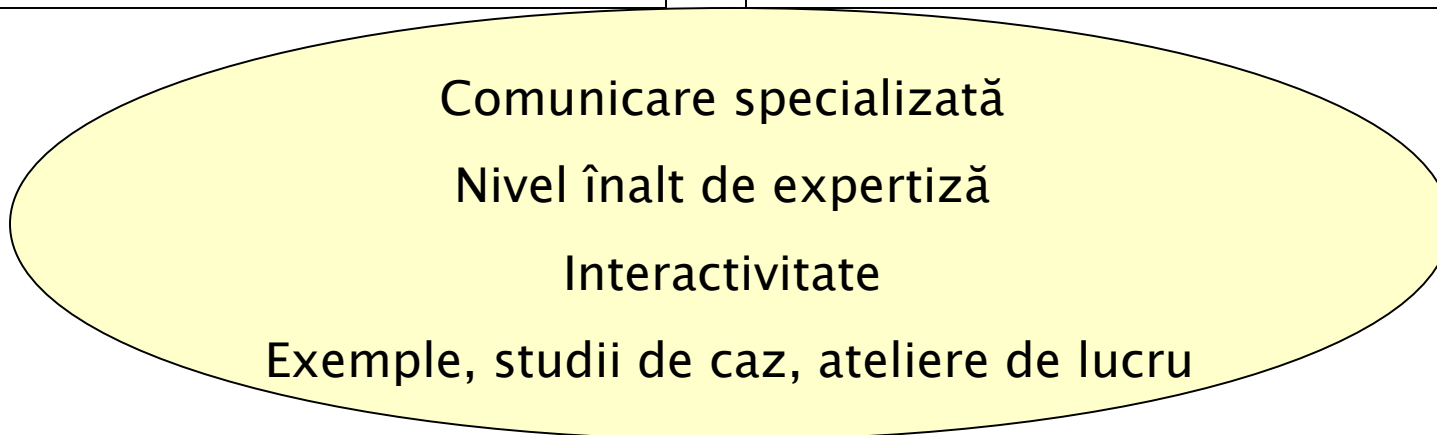 Comunicare specializată
Nivel înalt de expertiză
Interactivitate
Exemple, studii de caz, ateliere de lucru